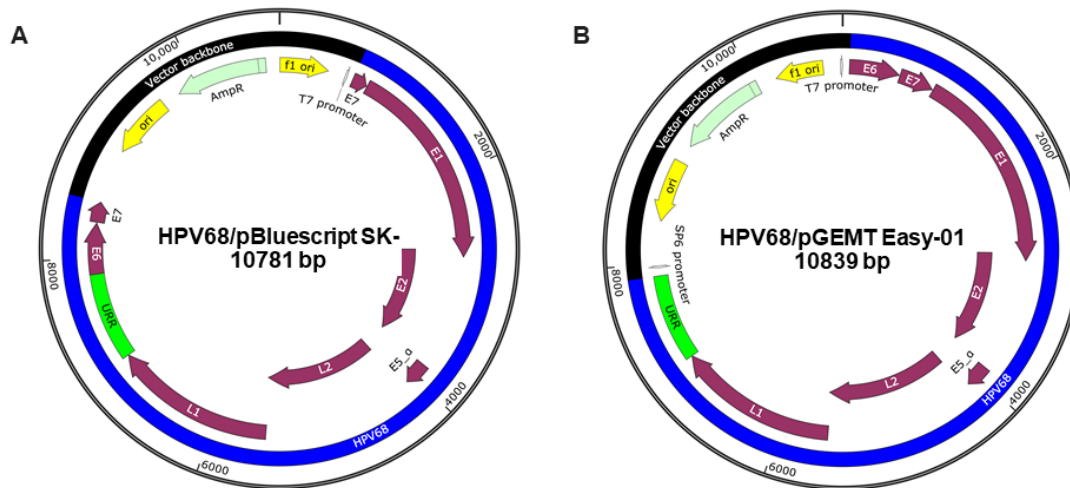 A
10,000
Vector backbone
f1 ori
AmpR
ori
T7 promoter
E7
E1
2000
E7
E6
8000
URR
HPV68/pBluescript SK-
10781 bp
E2
E5_α
L2
L1
4000
HPV68
6000
B
10,000
Vector backbone
f1 ori
T7 promoter
E6
E7
AmpR
ori
E1
2000
SP6 promoter
8000
URR
HPV68/pGEMT Easy-01
10839 bp
E2
E5_α
L2
L1
HPV68
4000
6000